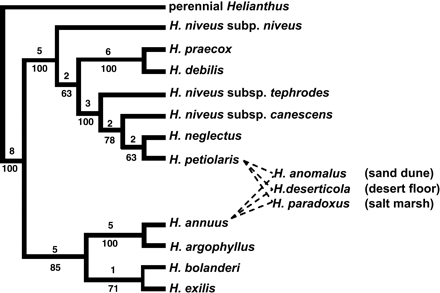 perennial Helianthus
H. niveus subp. niveus
5
100
H. praecox
6
100
H. debilis
2
63
H. niveus subsp. tephrodes
3
100
H. niveus subsp. canescens
2
78
H. neglectus
2
63
H. petiolaris
8
100
H. anomalus (sand dune)
H.deserticola (desert floor)
H. paradoxus (salt marsh)
H. annuus
5
100
H. argophyllus
5
85
H. bolanderi
1
71
H. exilis